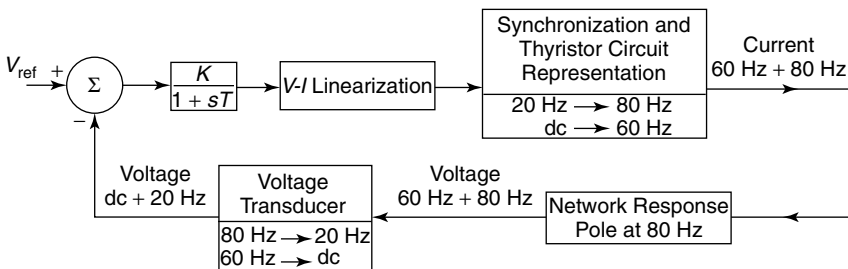 V_ref
+
Σ
−
K
1 + sT
V-I Linearization
Synchronization and
Thyristor Circuit
Representation
20 Hz → 80 Hz
dc → 60 Hz
Current
60 Hz + 80 Hz
Voltage
dc + 20 Hz
Voltage
Transducer
80 Hz → 20 Hz
60 Hz → dc
Voltage
60 Hz + 80 Hz
Network Response
Pole at 80 Hz